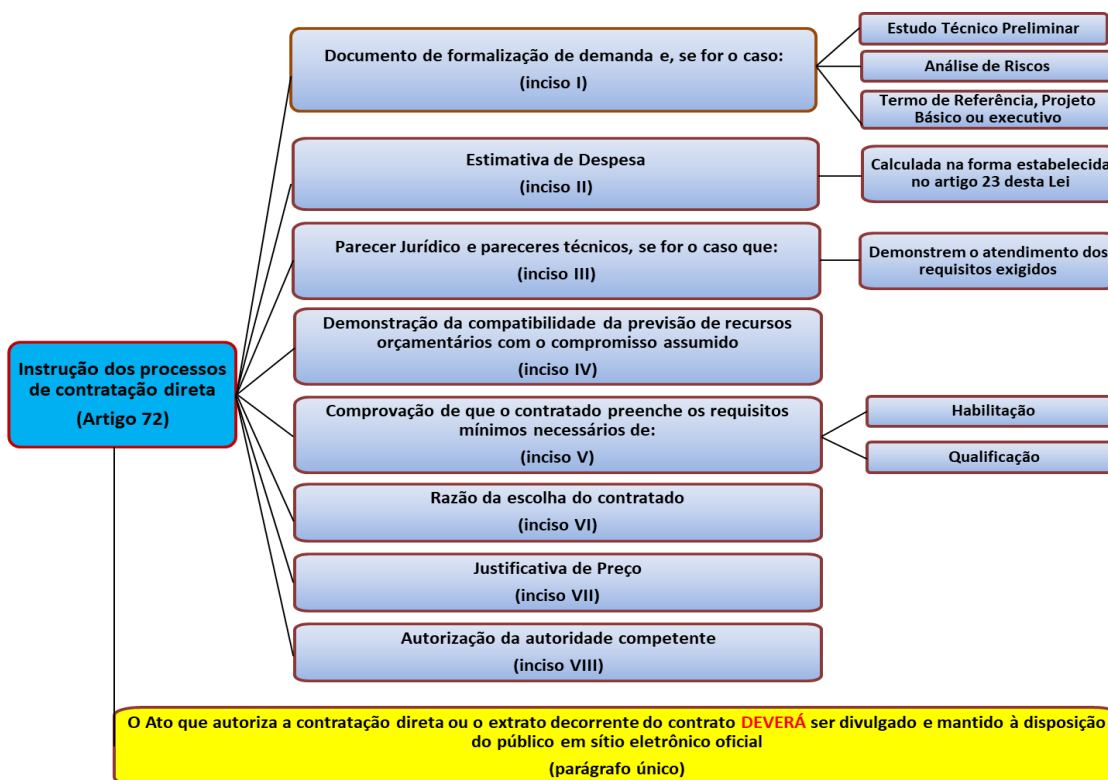 Instrução dos processos
de contratação direta
(Artigo 72)
Documento de formalização de demanda e, se for o caso:
(inciso I)
Estudo Técnico Preliminar
Análise de Riscos
Termo de Referência, Projeto
Básico ou executivo
Estimativa de Despesa
(inciso II)
Calculada na forma estabelecida
no artigo 23 desta Lei
Parecer Jurídico e pareceres técnicos, se for o caso que:
(inciso III)
Demonstrem o atendimento dos
requisitos exigidos
Demonstração da compatibilidade da previsão de recursos
orçamentários com o compromisso assumido
(inciso IV)
Comprovação de que o contratado preenche os requisitos
mínimos necessários de:
(inciso V)
Habilitação
Qualificação
Razão da escolha do contratado
(inciso VI)
Justificativa de Preço
(inciso VII)
Autorização da autoridade competente
(inciso VIII)
O Ato que autoriza a contratação direta ou o extrato decorrente do contrato DEVERÁ ser divulgado e mantido à disposição
do público em sítio eletrônico oficial
(parágrafo único)